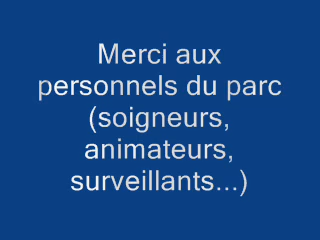 Merci aux
personnels du parc
(soigneurs,
animateurs,
surveillants...)